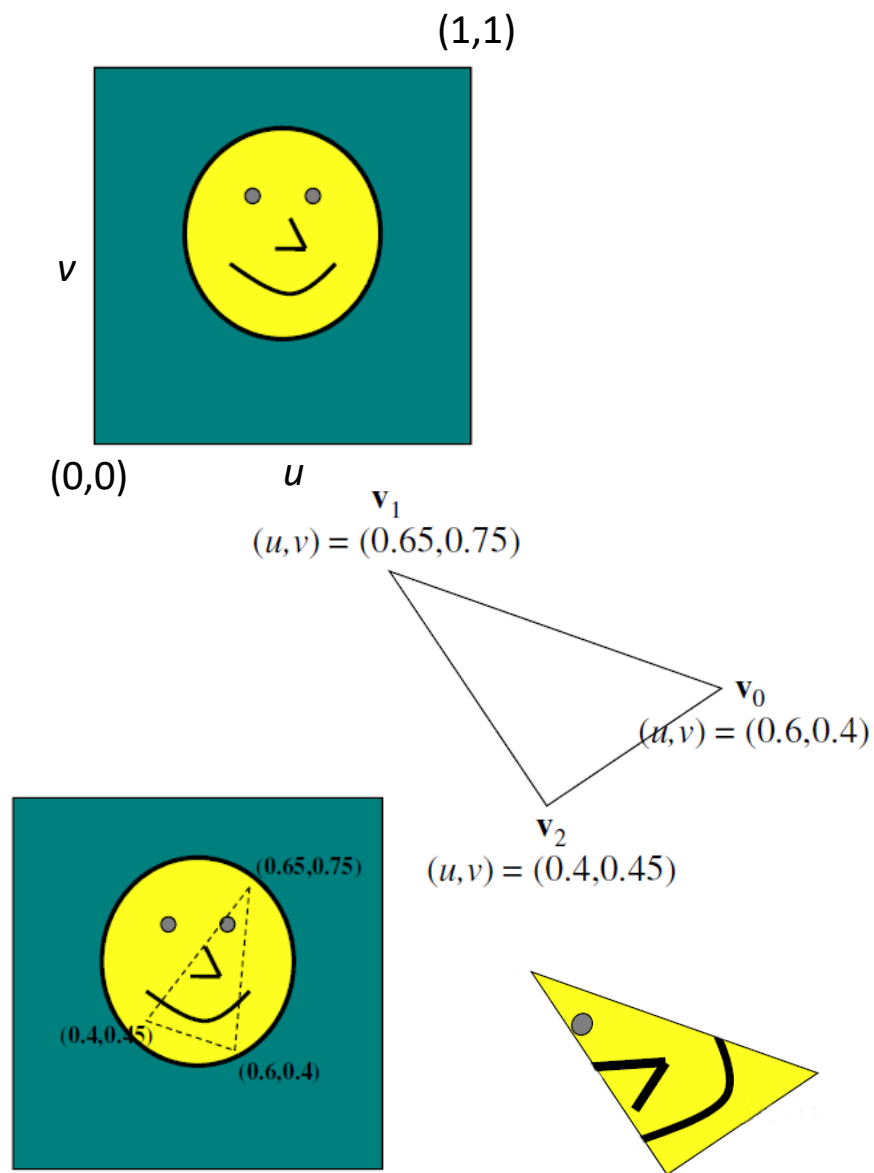 (1,1)
v
(0,0)
u
v1
(u,v) = (0.65,0.75)
v0
(u,v) = (0.6,0.4)
v2
(u,v) = (0.4,0.45)
(0.65,0.75)
(0.4,0.45)
(0.6,0.4)